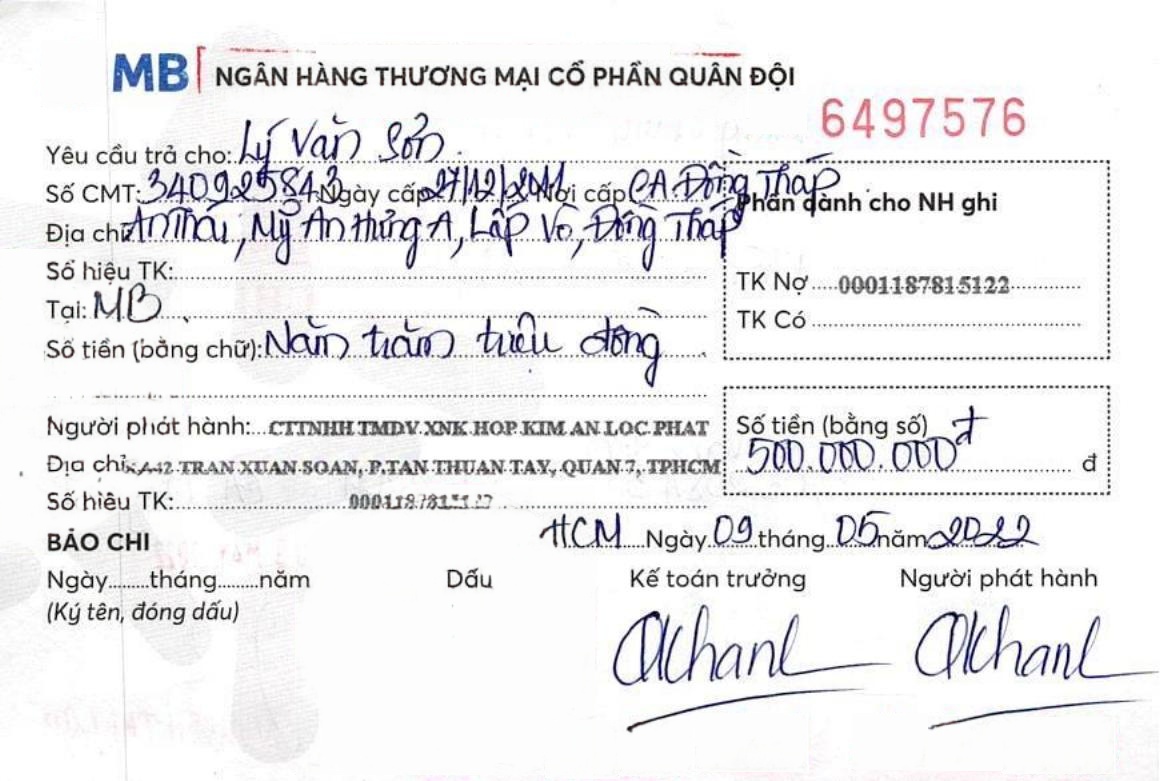 MB NGÂN HÀNG THƯƠNG MẠI CỔ PHẦN QUÂN ĐỘI
6497576
Yêu cầu trả cho: Lý Văn Sơn
Số CMT: 340925843 Ngày cấp 27/12/2011 Nơi cấp CA Đồng Tháp
Địa chỉ An Thái, Mỹ An Hưng A, Lấp Vò, Đồng Tháp
Số hiệu TK:
Tại: MB
Số tiền (bằng chữ): Năm trăm triệu đồng
Phần dành cho NH ghi
TK Nợ 0001187815122
TK Có
Người phát hành: CTTNHH TMDV XNK HOP KIM AN LOC PHAT
Địa chỉ: KA42 TRAN XUAN SOAN, P.TAN THUAN TAY, QUAN 7, TPHCM
Số hiệu TK:
Số tiền (bằng số)
500.000.000đ đ
HCM Ngày 09 tháng 05 năm 2022
BẢO CHI
Ngày tháng năm Dấu Kế toán trưởng Người phát hành
(Ký tên, đóng dấu)